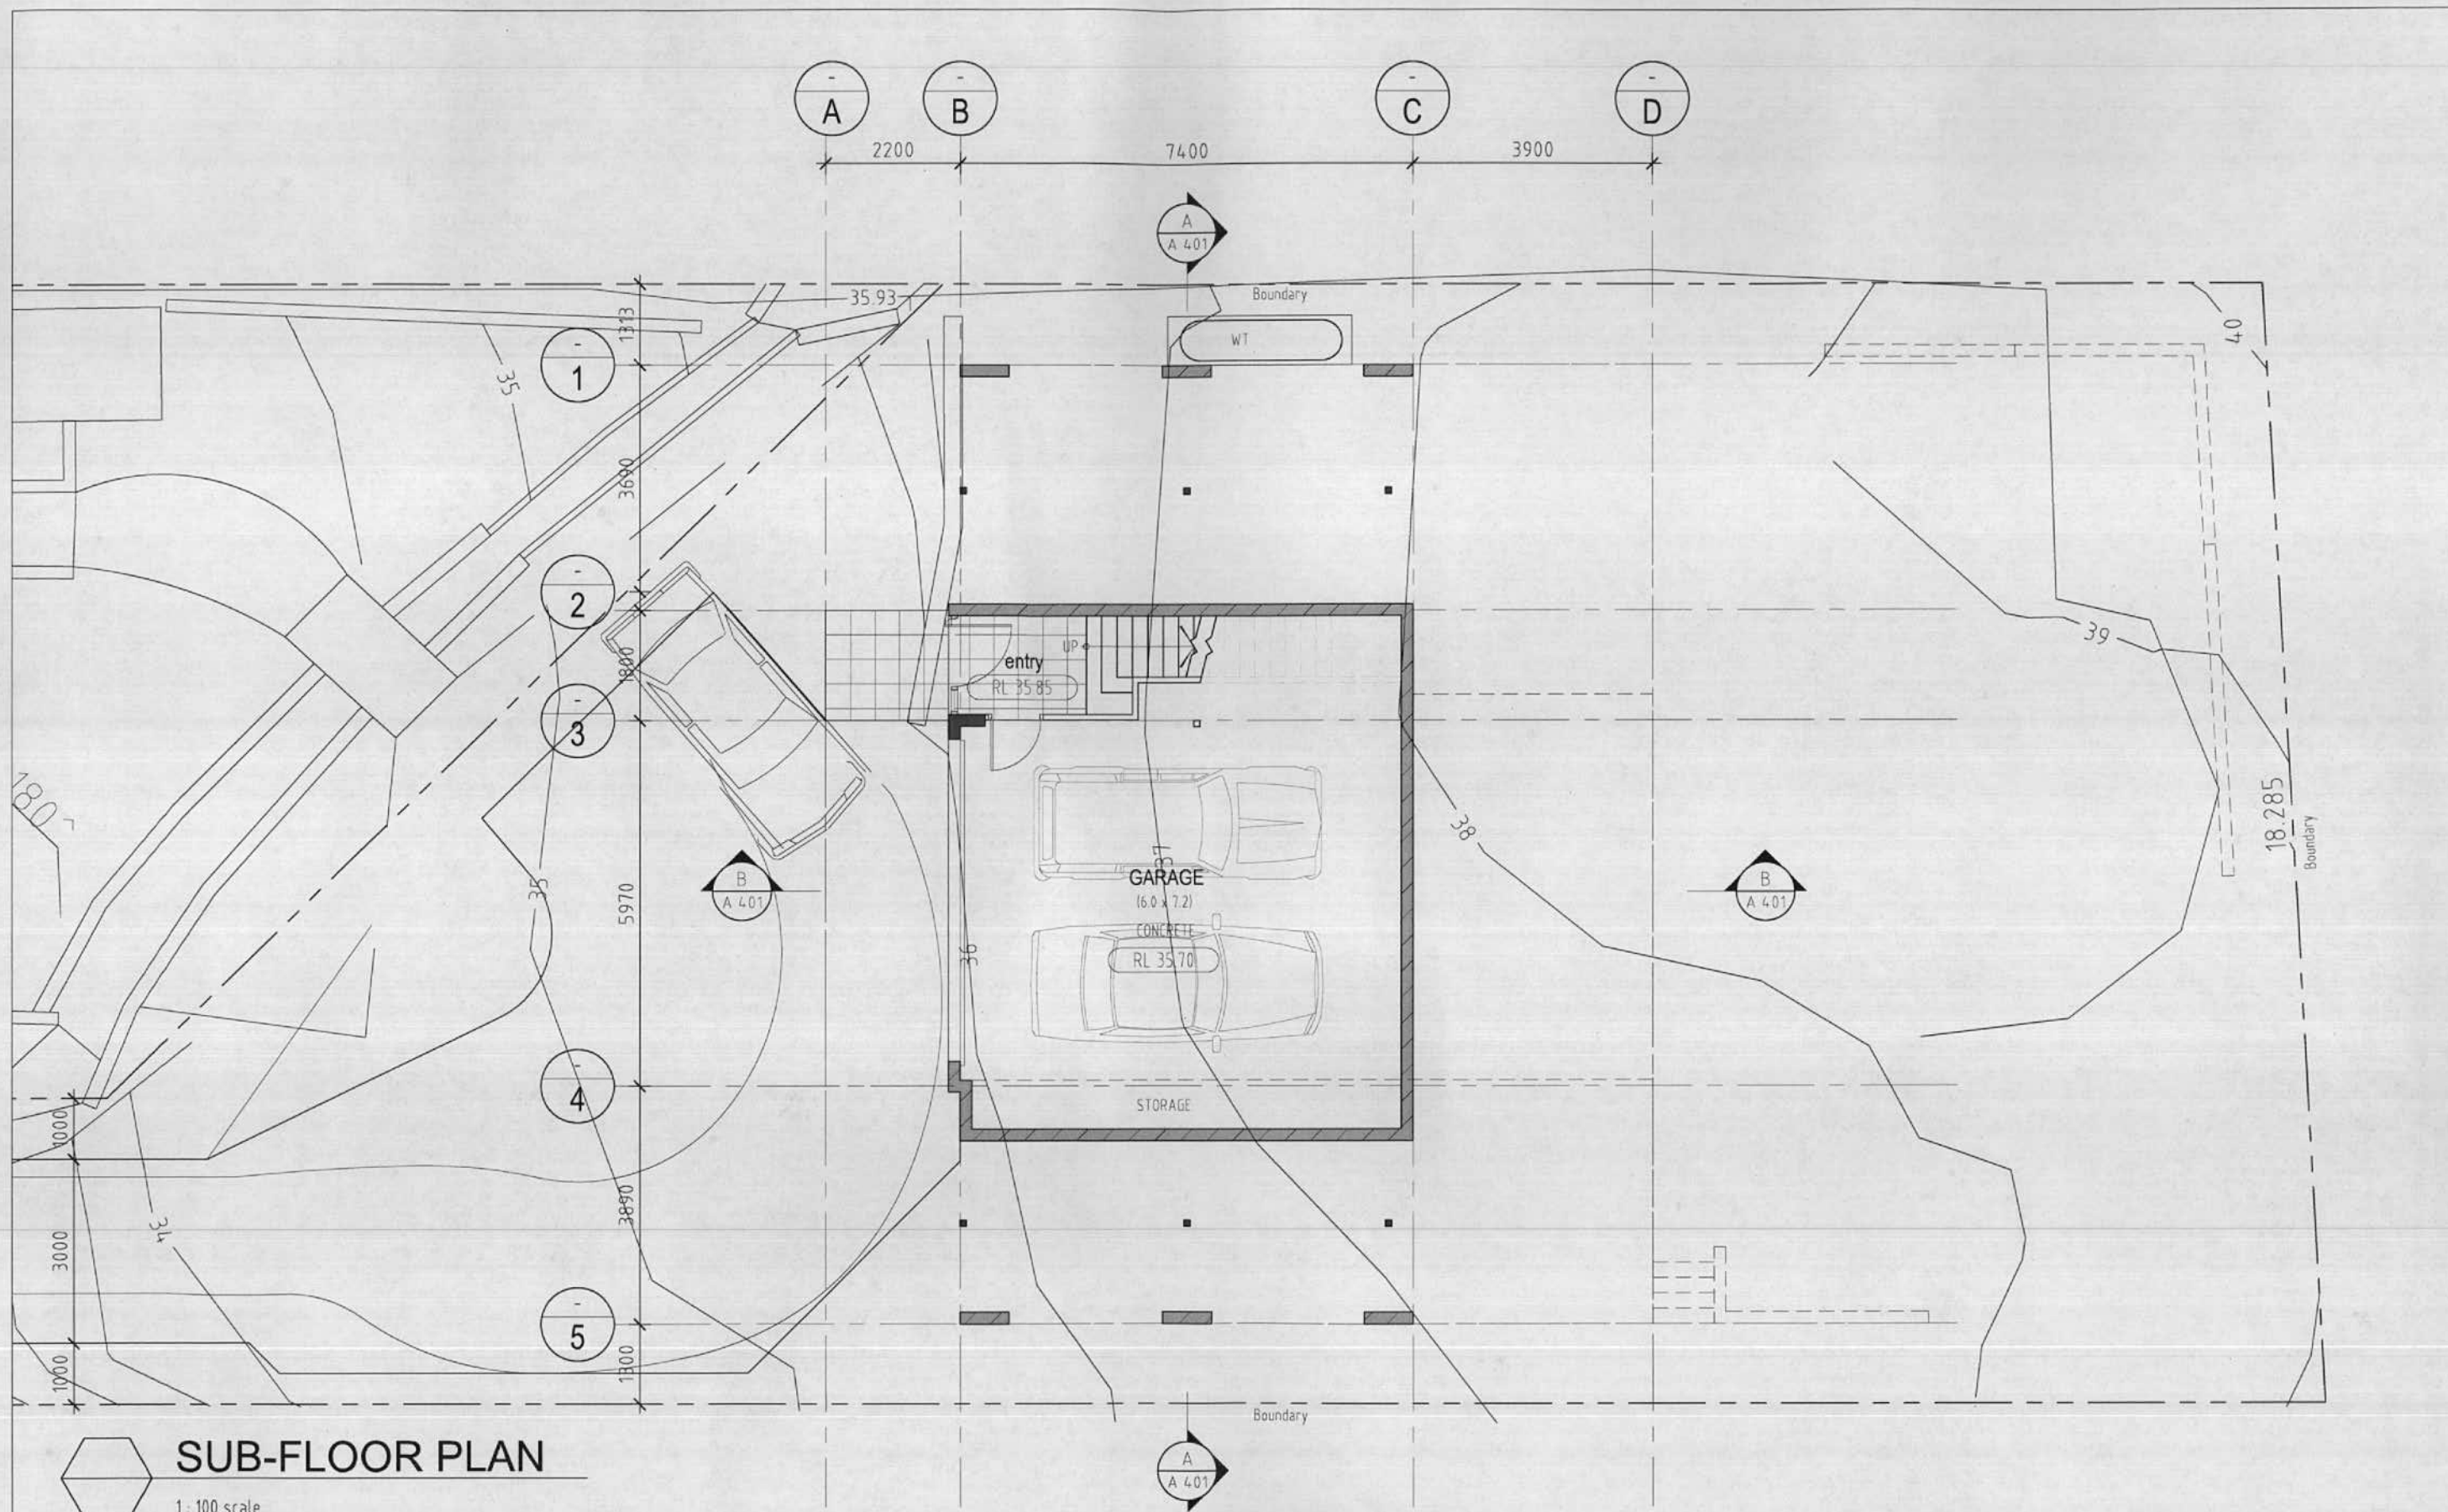 -
A
-
B
-
C
-
D
2200
7400
3900
A
A 401
Boundary
35.93
1313
WT
40
-
1
35
3690
-
2
entry
UP
RL 35.85
1800
39
-
3
18.285
Boundary
180
38
37
GARAGE
(6.0 x 7.2)
CONCRETE
RL 35.70
B
A 401
B
A 401
35
5970
36
-
4
STORAGE
1000
3890
34
3000
-
5
1300
1000
Boundary
A
A 401
SUB-FLOOR PLAN
1 : 100 scale